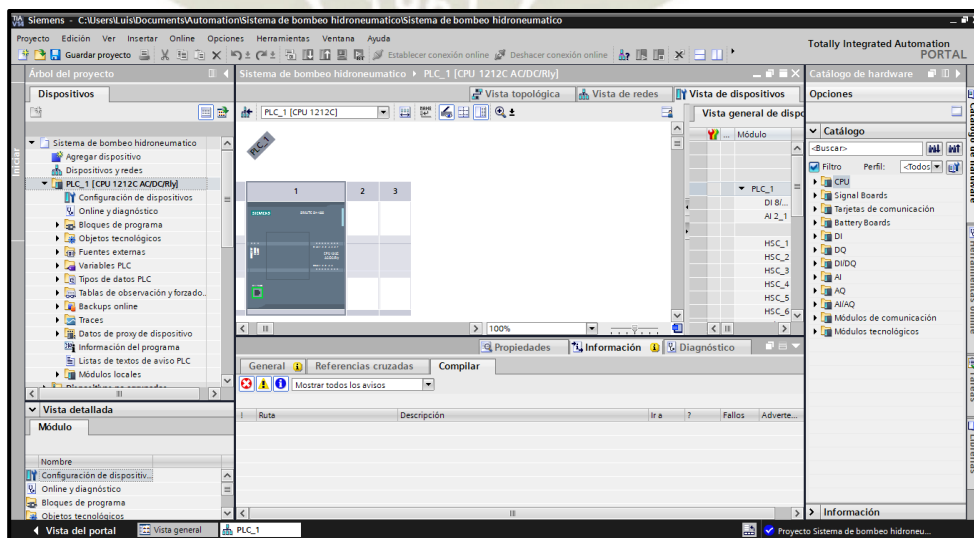 Siemens - C:\Users\Luis\Documents\Automation\Sistema de bombeo hidroneumatico\Sistema de bombeo hidroneumatico
Proyecto Edición Ver Insertar Online Opciones Herramientas Ventana Ayuda
Guardar proyecto Establecer conexión online Deshacer conexión online
Totally Integrated Automation
PORTAL
Árbol del proyecto
Dispositivos
Sistema de bombeo hidroneumatico
Agregar dispositivo
Dispositivos y redes
PLC_1 [CPU 1212C AC/DC/Rly]
Configuración de dispositivos
Online y diagnóstico
Bloques de programa
Objetos tecnológicos
Fuentes externas
Variables PLC
Tipos de datos PLC
Tablas de observación y forzado..
Backups online
Traces
Datos de proxy de dispositivo
Información del programa
Listas de textos de aviso PLC
Módulos locales
Vista detallada
Módulo
Nombre
Configuración de dispositiv...
Online y diagnóstico
Bloques de programa
Objetos tecnológicos
Iniciar
Sistema de bombeo hidroneumatico PLC_1 [CPU 1212C AC/DC/Rly]
Vista topológica Vista de redes Vista de dispositivos
PLC_1 [CPU 1212C]
PLC_1
1 2 3
SIEMENS
100%
Vista general de dispo
... Módulo
PLC_1
DI 8/...
AI 2_1
HSC_1
HSC_2
HSC_3
HSC_4
HSC_5
HSC_6
Propiedades Información Diagnóstico
General Referencias cruzadas Compilar
Mostrar todos los avisos
! Ruta Descripción Ir a ? Fallos Adverte...
Catálogo de hardware
Opciones
Catálogo
<Buscar>
Filtro Perfil: <Todos
CPU
Signal Boards
Tarjetas de comunicación
Battery Boards
DI
DQ
DI/DQ
AI
AQ
AI/AQ
Módulos de comunicación
Módulos tecnológicos
Información
Catálogo de hardware
Herramientas online
Tareas
Librerías
Vista del portal Vista general PLC_1 Proyecto Sistema de bombeo hidroneu...